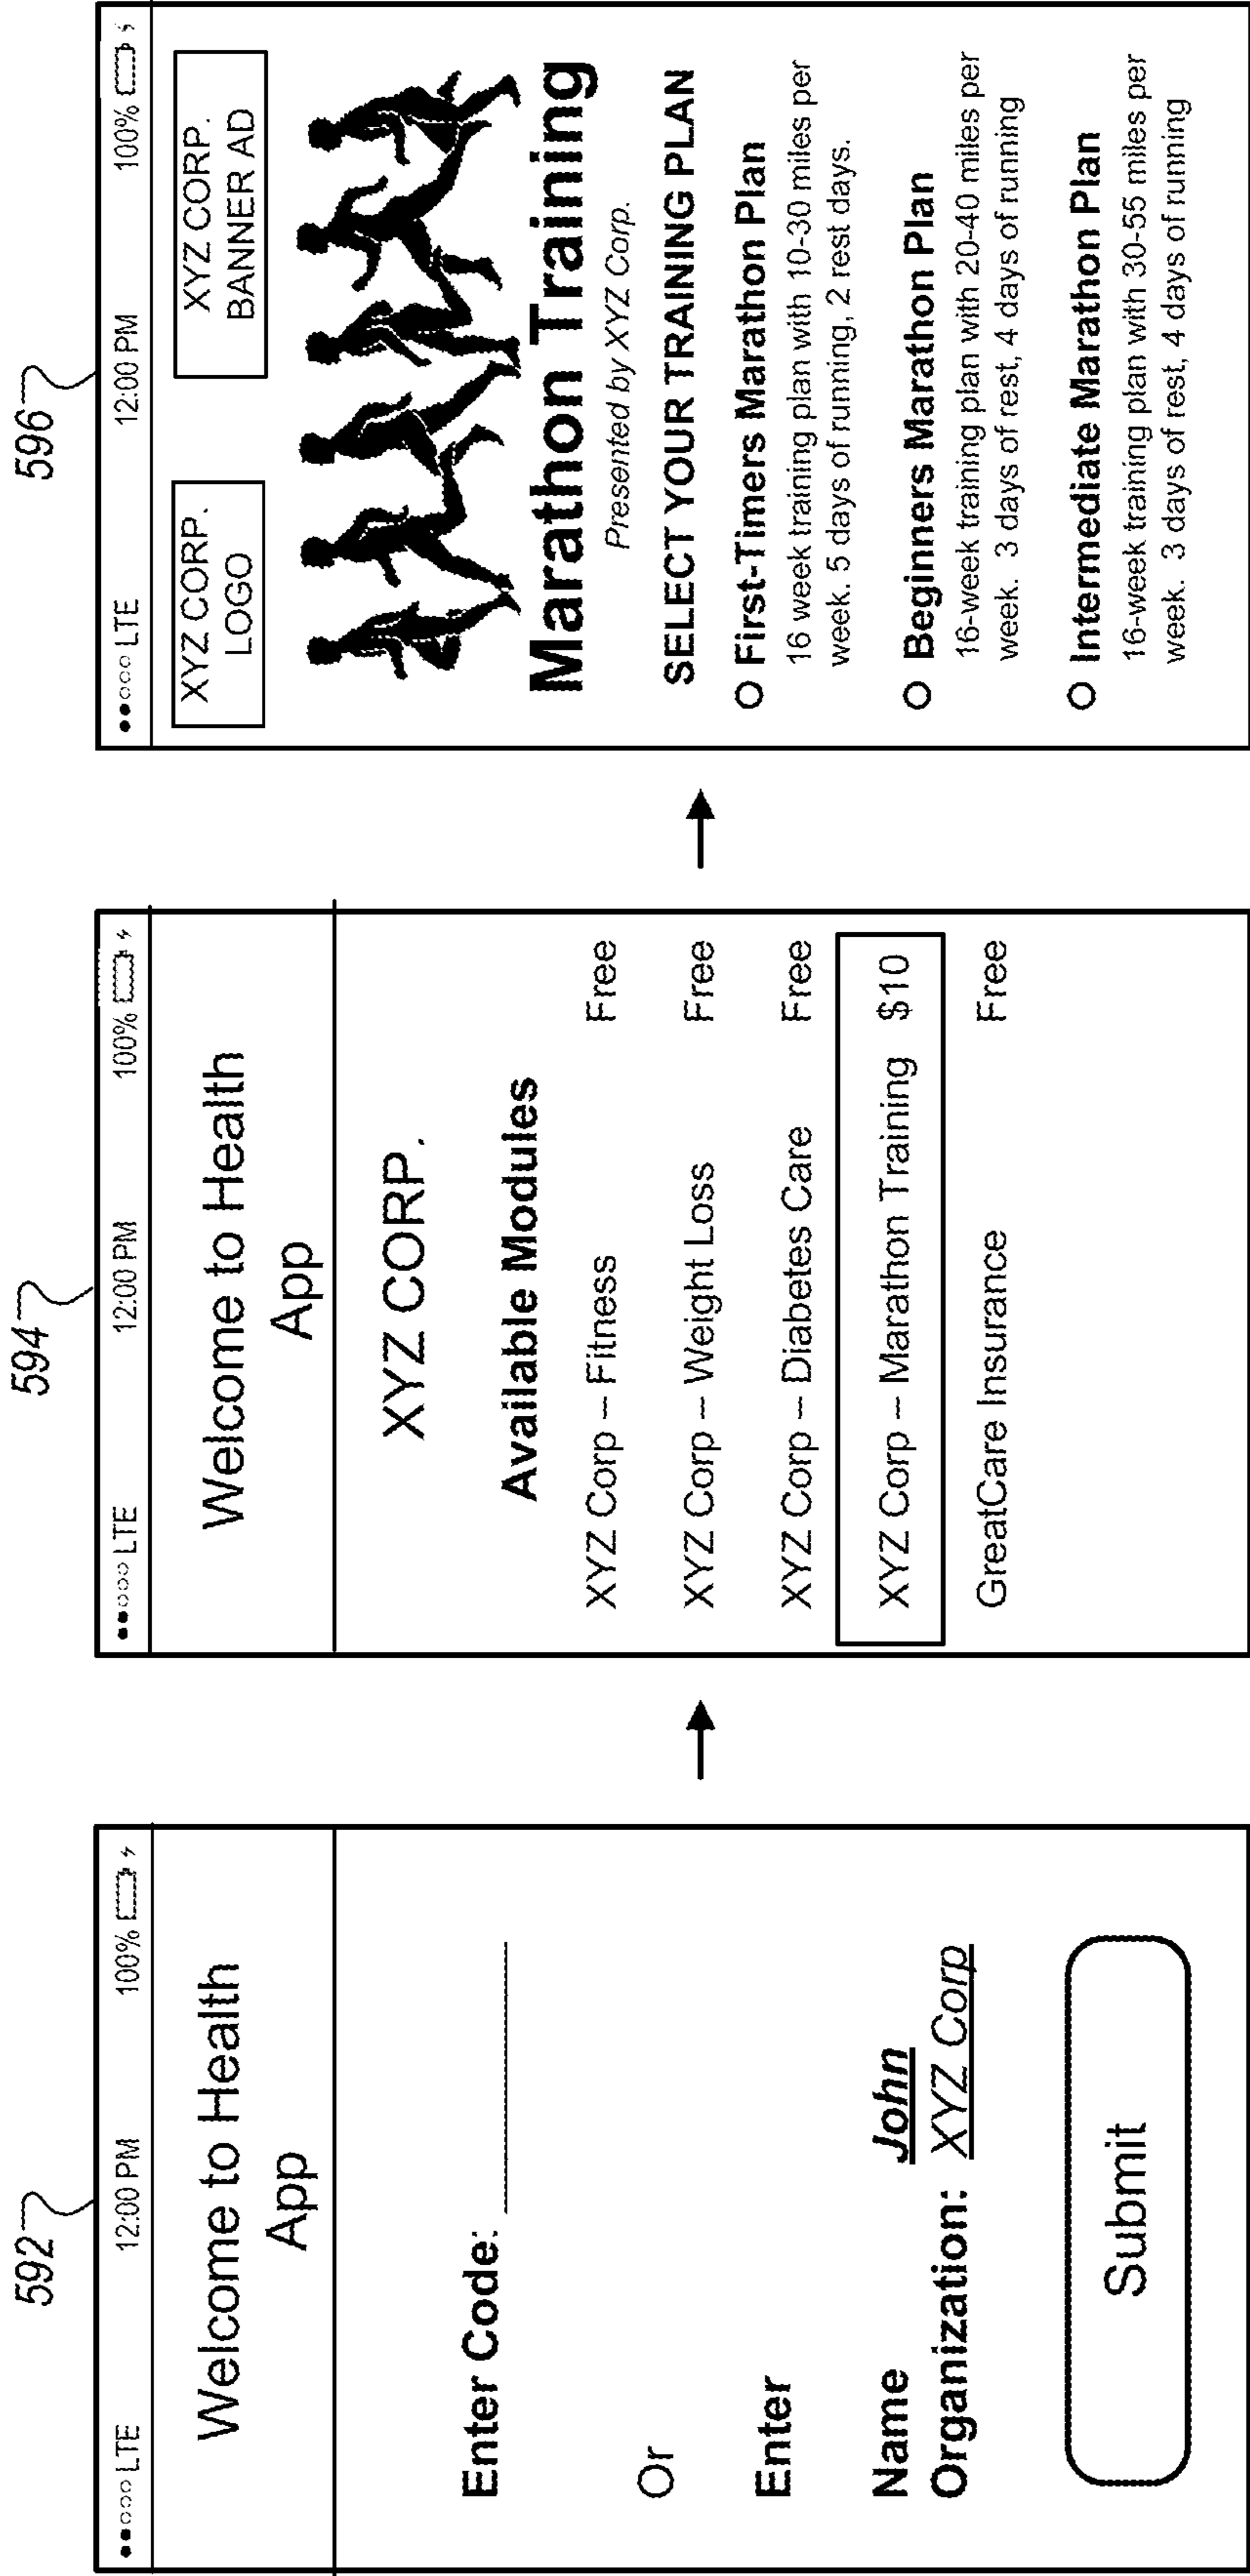 592
●●○○○ LTE 12:00 PM 100%
Welcome to Health
App
Enter Code:
Or
Enter
Name John
Organization: XYZ Corp
Submit
594
●●○○○ LTE 12:00 PM 100%
Welcome to Health
App
XYZ CORP.
Available Modules
XYZ Corp -- Fitness Free
XYZ Corp -- Weight Loss Free
XYZ Corp -- Diabetes Care Free
XYZ Corp -- Marathon Training $10
GreatCare Insurance Free
596
●●○○○ LTE 12:00 PM 100%
XYZ CORP.
LOGO
XYZ CORP.
BANNER AD
Marathon Training
Presented by XYZ Corp.
SELECT YOUR TRAINING PLAN
First-Timers Marathon Plan
16 week training plan with 10-30 miles per
week. 5 days of running, 2 rest days.
Beginners Marathon Plan
16-week training plan with 20-40 miles per
week. 3 days of rest, 4 days of running
Intermediate Marathon Plan
16-week training plan with 30-55 miles per
week. 3 days of rest, 4 days of running